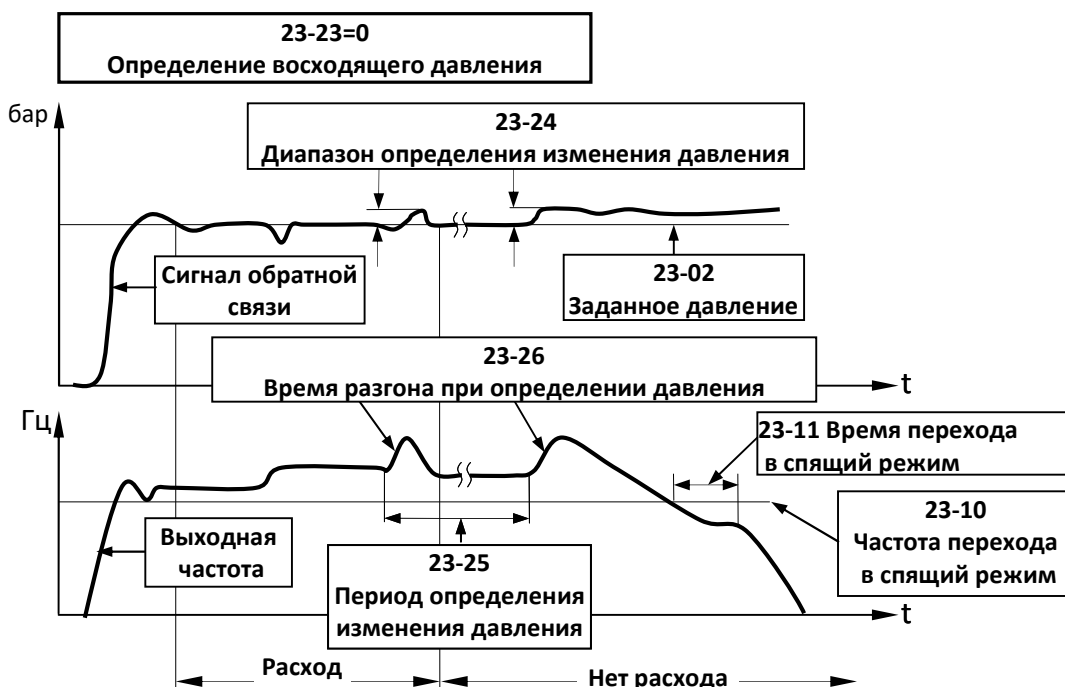 23-23=0
Определение восходящего давления
бар
23-24
Диапазон определения изменения давления
Сигнал обратной
связи
23-02
Заданное давление
23-26
Время разгона при определении давления
t
Гц
23-11 Время перехода
в спящий режим
Выходная
частота
23-25
Период определения
изменения давления
23-10
Частота перехода
в спящий режим
t
Расход
Нет расхода